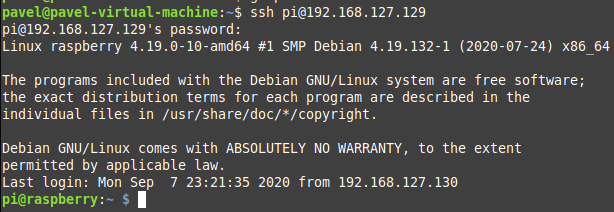 pavel@pavel-virtual-machine:~$ ssh pi@192.168.127.129
pi@192.168.127.129's password:
Linux raspberry 4.19.0-10-amd64 #1 SMP Debian 4.19.132-1 (2020-07-24) x86_64

The programs included with the Debian GNU/Linux system are free software;
the exact distribution terms for each program are described in the
individual files in /usr/share/doc/*/copyright.

Debian GNU/Linux comes with ABSOLUTELY NO WARRANTY, to the extent
permitted by applicable law.
Last login: Mon Sep  7 23:21:35 2020 from 192.168.127.130
pi@raspberry:~ $